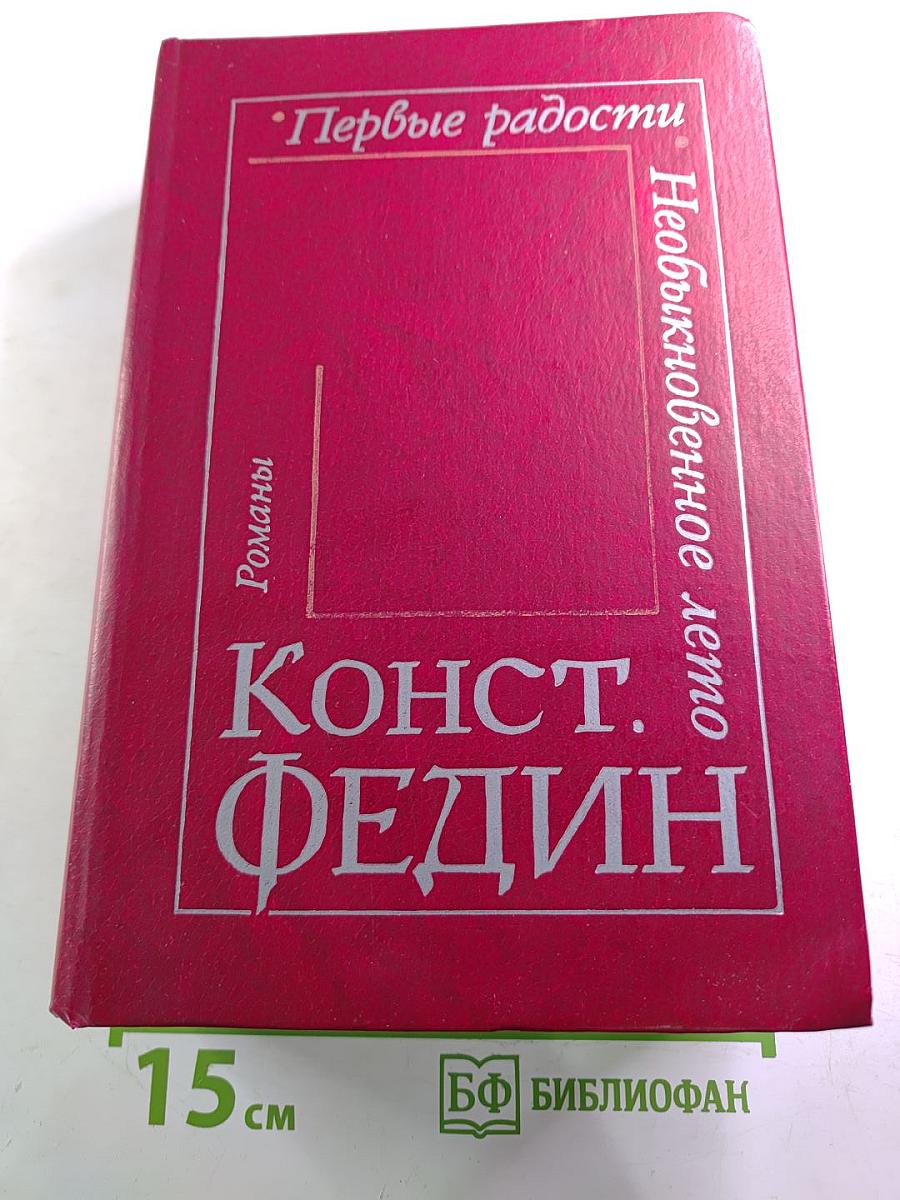 Первые радости
Необыкновенное лето
Романы
Конст.
ФЕДИН
15 см
БФ БИБЛИОФАН